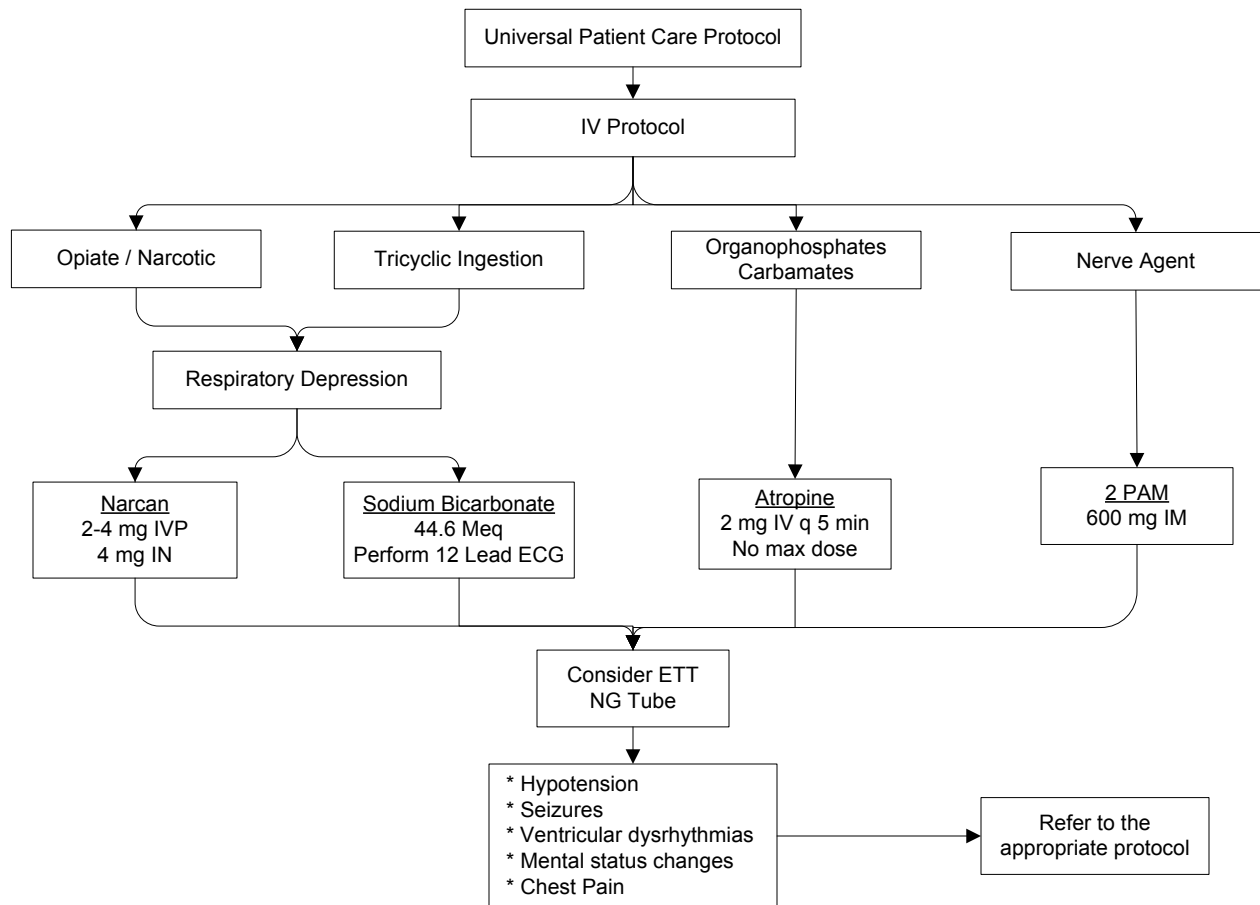 Universal Patient Care Protocol
IV Protocol
Opiate / Narcotic
Tricyclic Ingestion
Organophosphates
Carbamates
Nerve Agent
Respiratory Depression
Narcan
2-4 mg IVP
4 mg IN
Sodium Bicarbonate
44.6 Meq
Perform 12 Lead ECG
Atropine
2 mg IV q 5 min
No max dose
2 PAM
600 mg IM
Consider ETT
NG Tube
* Hypotension
* Seizures
* Ventricular dysrhythmias
* Mental status changes
* Chest Pain
Refer to the
appropriate protocol